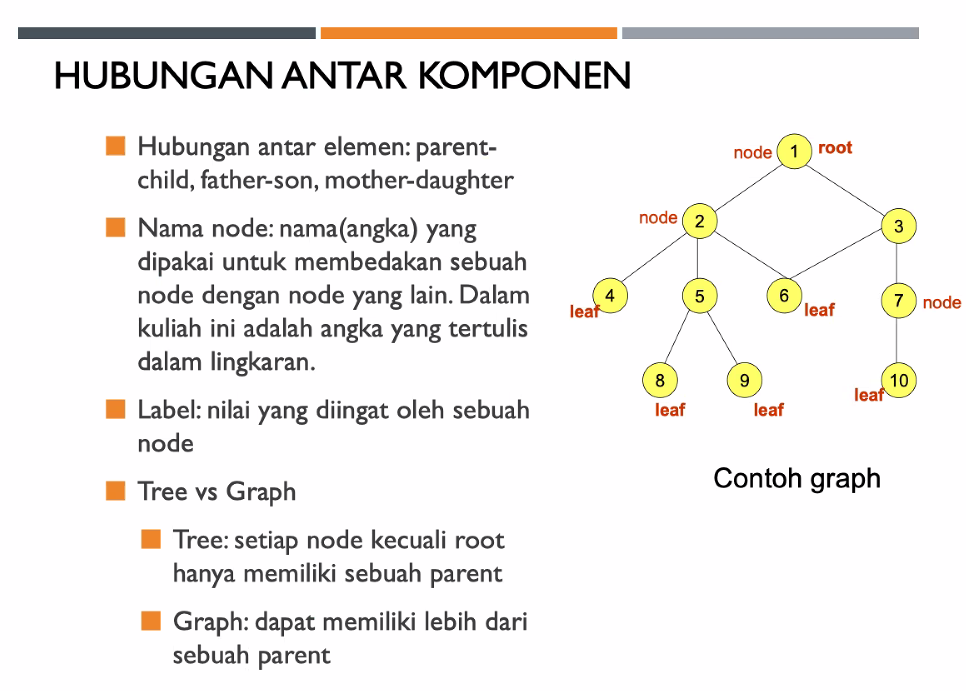 HUBUNGAN ANTAR KOMPONEN
Hubungan antar elemen: parent-
child, father-son, mother-daughter
Nama node: nama(angka) yang
dipakai untuk membedakan sebuah
node dengan node yang lain. Dalam
kuliah ini adalah angka yang tertulis
dalam lingkaran.
Label: nilai yang diingat oleh sebuah
node
Tree vs Graph
Tree: setiap node kecuali root
hanya memiliki sebuah parent
Graph: dapat memiliki lebih dari
sebuah parent
node 1 root
node 2 3
4 5 6 7 node
leaf leaf
8 9 10
leaf leaf leaf
Contoh graph